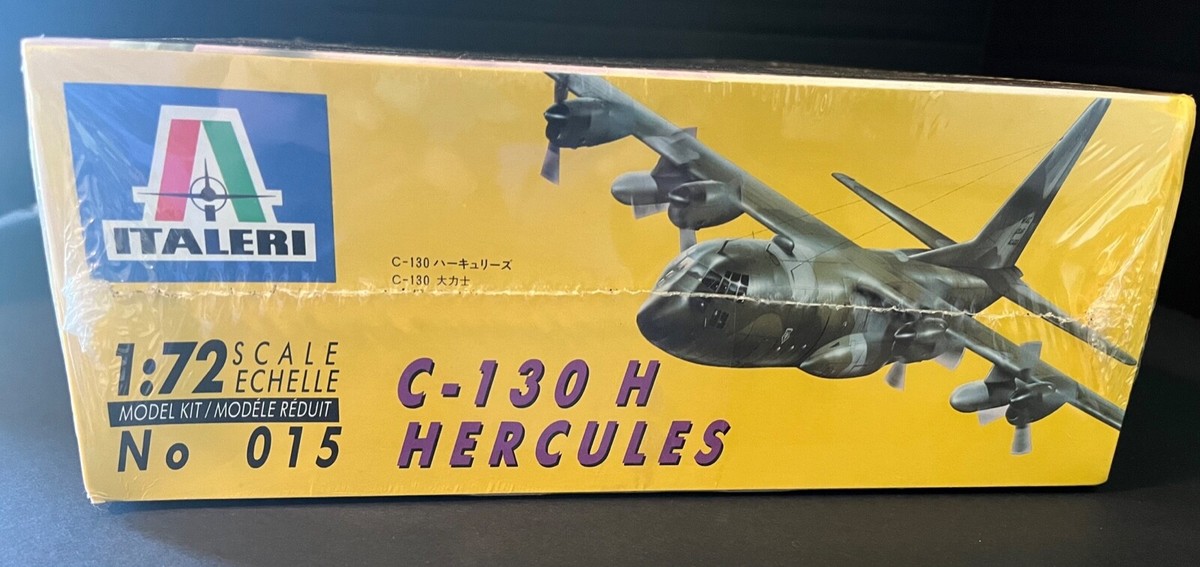 ITALERI
C-130 ハーキュリーズ
C-130 大力士
1:72 SCALE
ECHELLE
MODEL KIT / MODÉLE RÉDUIT
No 015
C-130 H
HERCULES